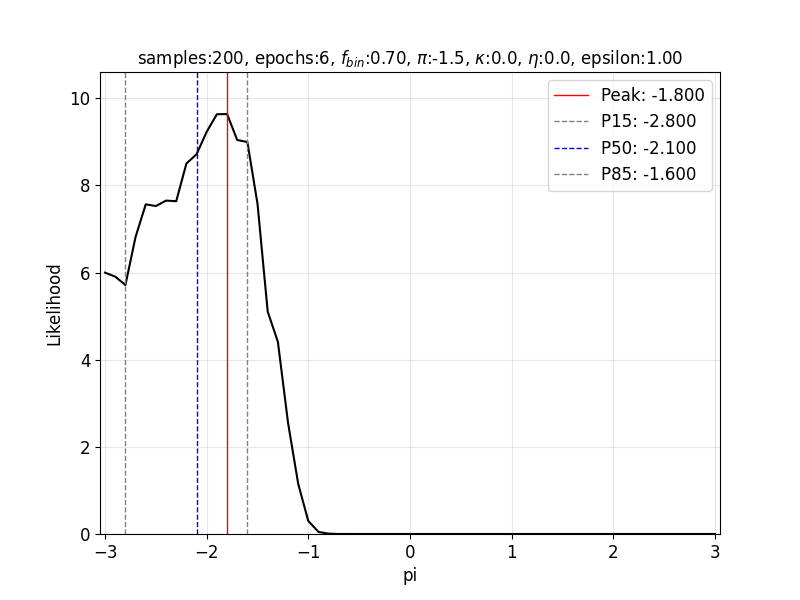 samples:200, epochs:6, f_bin:0.70, π:-1.5, κ:0.0, η:0.0, epsilon:1.00
Peak: -1.800
P15: -2.800
P50: -2.100
P85: -1.600
10
8
6
4
2
0
Likelihood
−3
−2
−1
0
1
2
3
pi